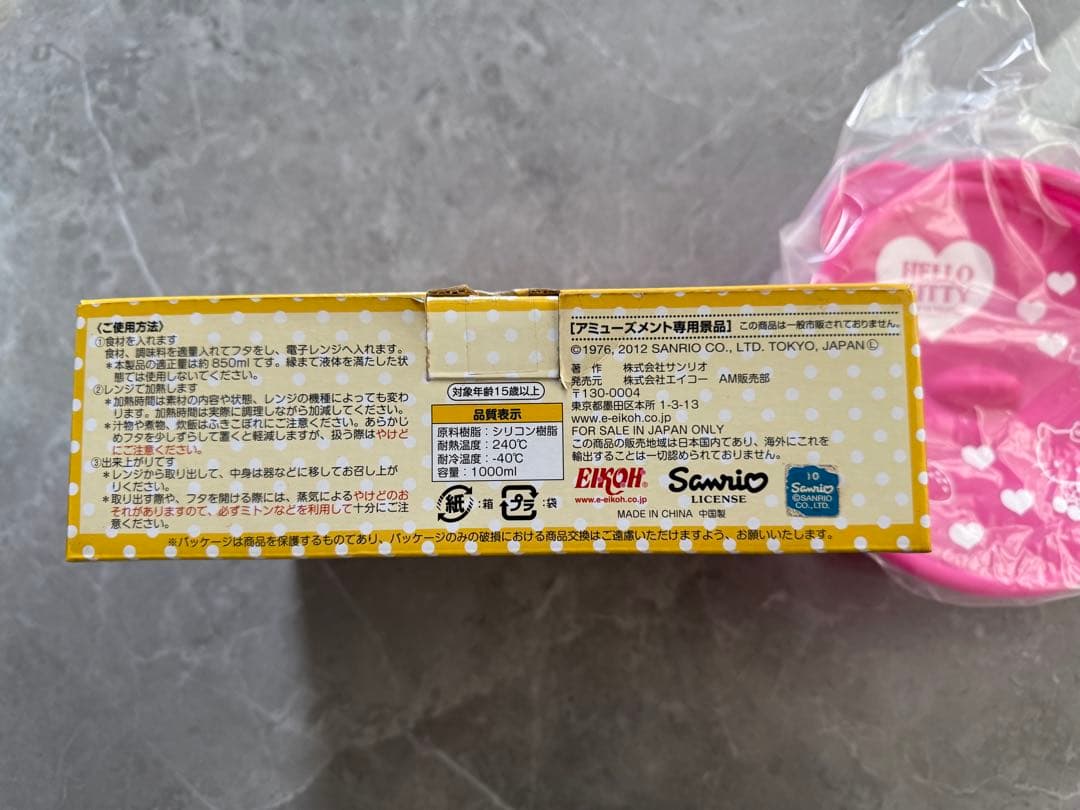 〈ご使用方法〉
①食材を入れます
食材、調味料を適量入れてフタをし、電子レンジへ入れます。
＊本製品の適正量は約850mlです。縁まで液体を満たした状
態では使用しないでください。
②レンジで加熱します
＊加熱時間は素材の内容や状態、レンジの機種によっても変わ
ります。加熱時間は実際に調理しながら加減してください。
＊汁物や煮物、炊飯はふきこぼれにご注意ください。あらかじ
めフタを少しずらして置くと軽減しますが、扱う際はやけど
にご注意ください。
③出来上がりです
＊レンジから取り出して、中身は器などに移してお召し上が
りください。
＊取り出す際や、フタを開ける際には、蒸気によるやけどのお
それがありますので、必ずミトンなどを利用して十分にご注
意ください。
対象年齢15歳以上
品質表示
原料樹脂：シリコン樹脂
耐熱温度：240℃
耐冷温度：-40℃
容量：1000ml
紙:箱 プラ:袋
[アミューズメント専用景品] この商品は一般市販されておりません。
©1976, 2012 SANRIO CO., LTD. TOKYO, JAPAN Ⓛ
著 作 株式会社サンリオ
発売元 株式会社エイコー AM販売部
〒130-0004
東京都墨田区本所 1-3-13
www.e-eikoh.co.jp
FOR SALE IN JAPAN ONLY
この商品の販売地域は日本国内であり、海外にこれを
輸出することは一切認められておりません。
EIKOH®
www.e-eikoh.co.jp
Sanrio
LICENSE
10
Sanrio
©SANRIO
CO.,LTD.
MADE IN CHINA 中国製
※パッケージは商品を保護するものであり、パッケージのみの破損における商品交換はご遠慮いただけますよう、お願いいたします。
HELLO
KITTY